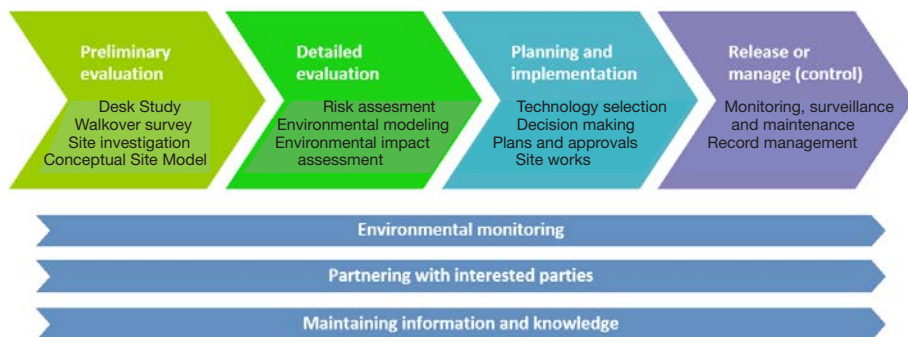 Preliminary
evaluation
Desk Study
Walkover survey
Site investigation
Conceptual Site Model
Detailed
evaluation
Risk assesment
Environmental modeling
Environmental impact
assessment
Planning and
implementation
Technology selection
Decision making
Plans and approvals
Site works
Release or
manage (control)
Monitoring, surveillance
and maintenance
Record management
Environmental monitoring
Partnering with interested parties
Maintaining information and knowledge